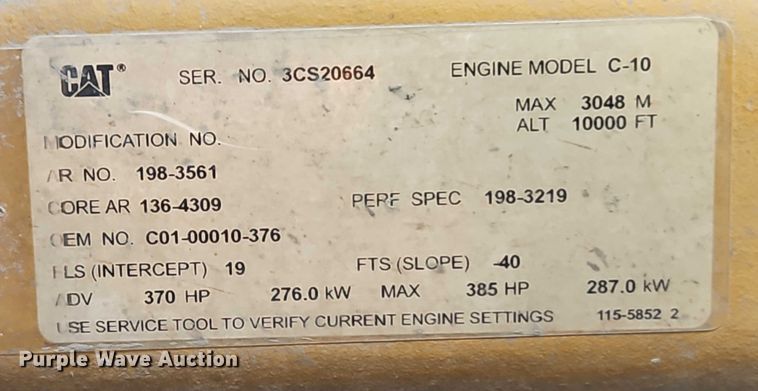 CAT® SER. NO. 3CS20664 ENGINE MODEL C-10
MAX 3048 M
ALT 10000 FT
MODIFICATION NO.
AR NO. 198-3561
CORE AR 136-4309 PERF SPEC 198-3219
OEM NO. C01-00010-376
FLS (INTERCEPT) 19 FTS (SLOPE) -40
ADV 370 HP 276.0 kW MAX 385 HP 287.0 kW
USE SERVICE TOOL TO VERIFY CURRENT ENGINE SETTINGS 115-5852 2
Purple Wave Auction